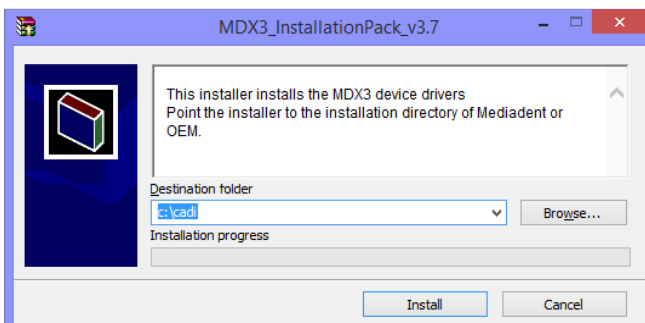 MDX3_InstallationPack_v3.7
This installer installs the MDX3 device drivers
Point the installer to the installation directory of Mediadent or
OEM.
Destination folder
c:\cadi
Browse...
Installation progress
Install
Cancel